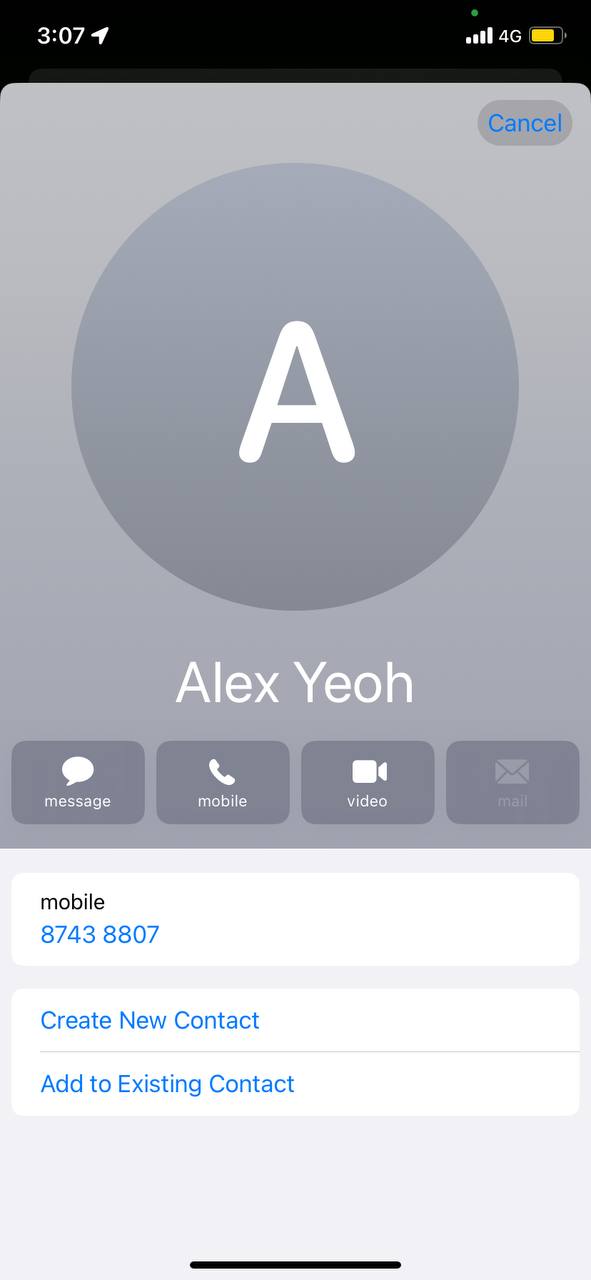 3:07
4G
Cancel
A
Alex Yeoh
message
mobile
video
mail
mobile
8743 8807
Create New Contact
Add to Existing Contact